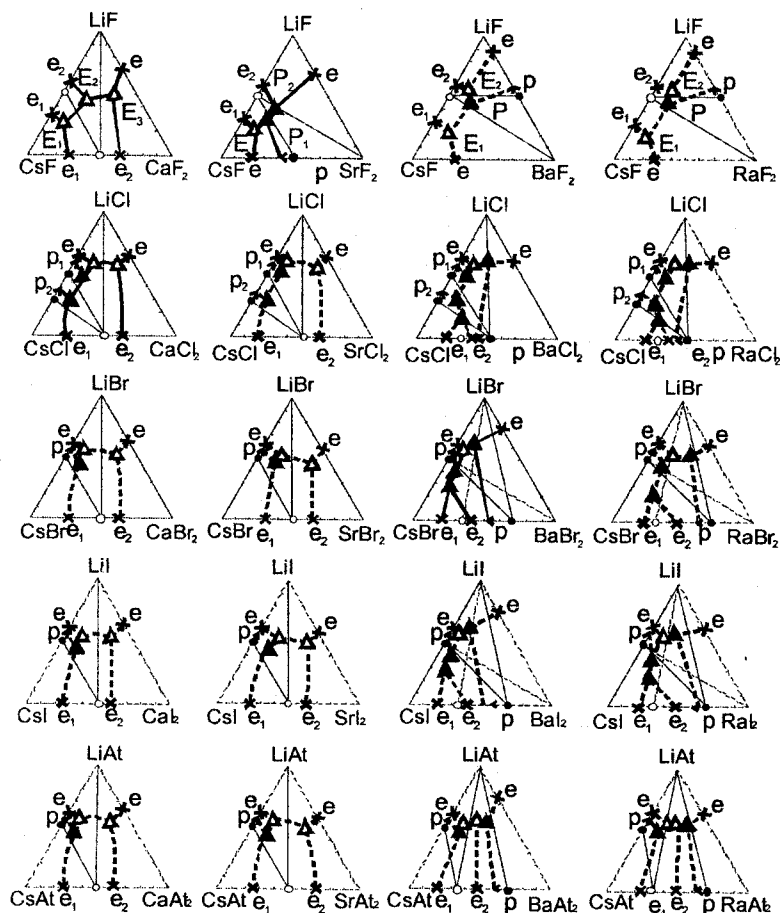 LiF LiF LiF LiF
e₂ E₂ e e₂ P₂ e e₂ E₂ e p e₂ E₂ e p
e₁ E₃ e₁ e₁ P e₁ P
E₁ E P₁ E₁ E₁
CsF e₁ e₂ CaF₂ CsF e p SrF₂ CsF e BaF₂ CsF e RaF₂
LiCl LiCl LiCl LiCl
e e e e e e e e
p₁ p₁ p₁ p₁
p₂ p₂ p₂ p₂
CsCl e₁ e₂ CaCl₂ CsCl e₁ e₂ SrCl₂ CsCl e₁ e₂ p BaCl₂ CsCl e₁ e₂ p RaCl₂
LiBr LiBr LiBr LiBr
e e e e e e e e
p p p p
CsBr e₁ e₂ CaBr₂ CsBr e₁ e₂ SrBr₂ CsBr e₁ e₂ p BaBr₂ CsBr e₁ e₂ p RaBr₂
LiI LiI LiI LiI
e e e e e e e e
p p p p
CsI e₁ e₂ CaI₂ CsI e₁ e₂ SrI₂ CsI e₁ e₂ p BaI₂ CsI e₁ e₂ p RaI₂
LiAt LiAt LiAt LiAt
e e e e e e e e
p p p p
CsAt e₁ e₂ CaAt₂ CsAt e₁ e₂ SrAt₂ CsAt e₁ e₂ p BaAt₂ CsAt e₁ e₂ p RaAt₂